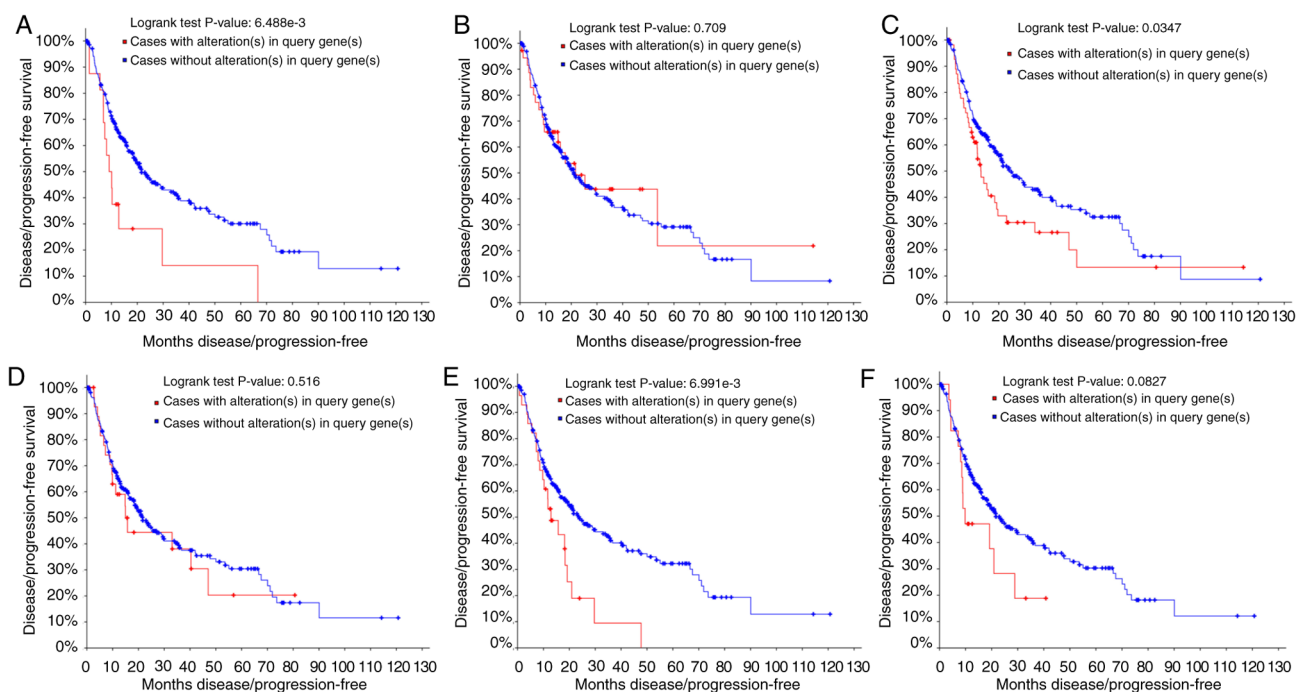 A
Logrank test P-value: 6.488e-3
Cases with alteration(s) in query gene(s)
Cases without alteration(s) in query gene(s)
Disease/progression-free survival
100%
90%
80%
70%
60%
50%
40%
30%
20%
10%
0%
0 10 20 30 40 50 60 70 80 90 100 110 120 130
Months disease/progression-free
B
Logrank test P-value: 0.709
Cases with alteration(s) in query gene(s)
Cases without alteration(s) in query gene(s)
Disease/progression-free survival
100%
90%
80%
70%
60%
50%
40%
30%
20%
10%
0%
0 10 20 30 40 50 60 70 80 90 100 110 120 130
Months disease/progression-free
C
Logrank test P-value: 0.0347
Cases with alteration(s) in query gene(s)
Cases without alteration(s) in query gene(s)
Disease/progression-free survival
100%
90%
80%
70%
60%
50%
40%
30%
20%
10%
0%
0 10 20 30 40 50 60 70 80 90 100 110 120 130
Months disease/progression-free
D
Logrank test P-value: 0.516
Cases with alteration(s) in query gene(s)
Cases without alteration(s) in query gene(s)
Disease/progression-free survival
100%
90%
80%
70%
60%
50%
40%
30%
20%
10%
0%
0 10 20 30 40 50 60 70 80 90 100 110 120 130
Months disease/progression-free
E
Logrank test P-value: 6.991e-3
Cases with alteration(s) in query gene(s)
Cases without alteration(s) in query gene(s)
Disease/progression-free survival
100%
90%
80%
70%
60%
50%
40%
30%
20%
10%
0%
0 10 20 30 40 50 60 70 80 90 100 110 120 130
Months disease/progression-free
F
Logrank test P-value: 0.0827
Cases with alteration(s) in query gene(s)
Cases without alteration(s) in query gene(s)
Disease/progression-free survival
100%
90%
80%
70%
60%
50%
40%
30%
20%
10%
0%
0 10 20 30 40 50 60 70 80 90 100 110 120 130
Months disease/progression-free